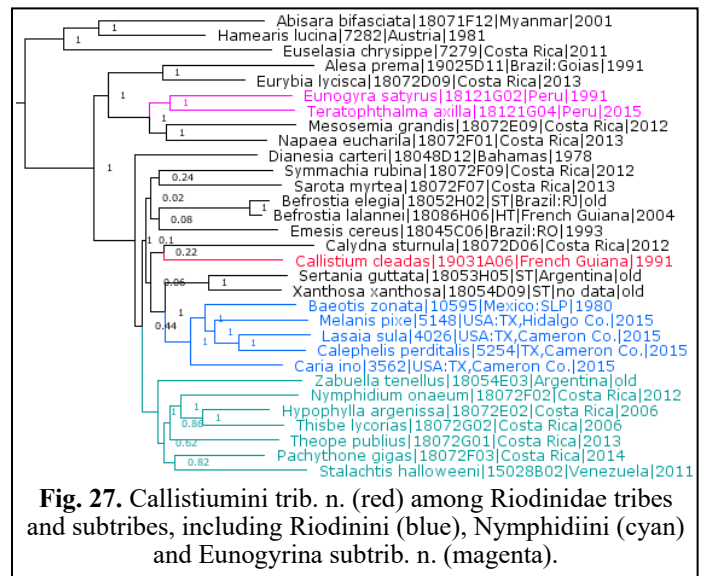 Abisara bifasciata|18071F12|Myanmar|2001
Hamearis lucina|7282|Austria|1981
1
1
Euselasia chrysippe|7279|Costa Rica|2011
Alesa prema|19025D11|Brazil:Goias|1991
1
Eurybia lycisca|18072D09|Costa Rica|2013
1
Eunogyra satyrus|18121G02|Peru|1991
1
Teratophthalma axilla|18121G04|Peru|2015
1
Mesosemia grandis|18072E09|Costa Rica|2012
1
Napaea eucharila|18072F01|Costa Rica|2013
Dianesia carteri|18048D12|Bahamas|1978
1
Symmachia rubina|18072F09|Costa Rica|2012
0.24
Sarota myrtea|18072F07|Costa Rica|2013
0.02
Befrostia elegia|18052H02|ST|Brazil:RJ|old
1
Befrostia lalannei|18086H06|HT|French Guiana|2004
0.08
Emesis cereus|18045C06|Brazil:RO|1993
1 0.1
Calydna sturnula|18072D06|Costa Rica|2012
0.22
Callistium cleadas|19031A06|French Guiana|1991
Sertania guttata|18053H05|ST|Argentina|old
0.06
1
Xanthosa xanthosa|18054D09|ST|no data|old
Baeotis zonata|10595|Mexico:SLP|1980
1
Melanis pixe|5148|USA:TX,Hidalgo Co.|2015
0.44
1
Lasaia sula|4026|USA:TX,Cameron Co.|2015
1
1
Calephelis perditalis|5254|TX,Cameron Co.|2015
1
Caria ino|3562|USA:TX,Cameron Co.|2015
Zabuella tenellus|18054E03|Argentina|old
Nymphidium onaeum|18072F02|Costa Rica|2012
1
1
Hypophylla argenissa|18072E02|Costa Rica|2006
1
0.86
Thisbe lycorias|18072G02|Costa Rica|2006
0.62
Theope publius|18072G01|Costa Rica|2013
Pachythone gigas|18072F03|Costa Rica|2014
0.82
Stalachtis halloweeni|15028B02|Venezuela|2011
Fig. 27. Callistiumini trib. n. (red) among Riodinidae tribes
and subtribes, including Riodinini (blue), Nymphidiini (cyan)
and Eunogyrina subtrib. n. (magenta).